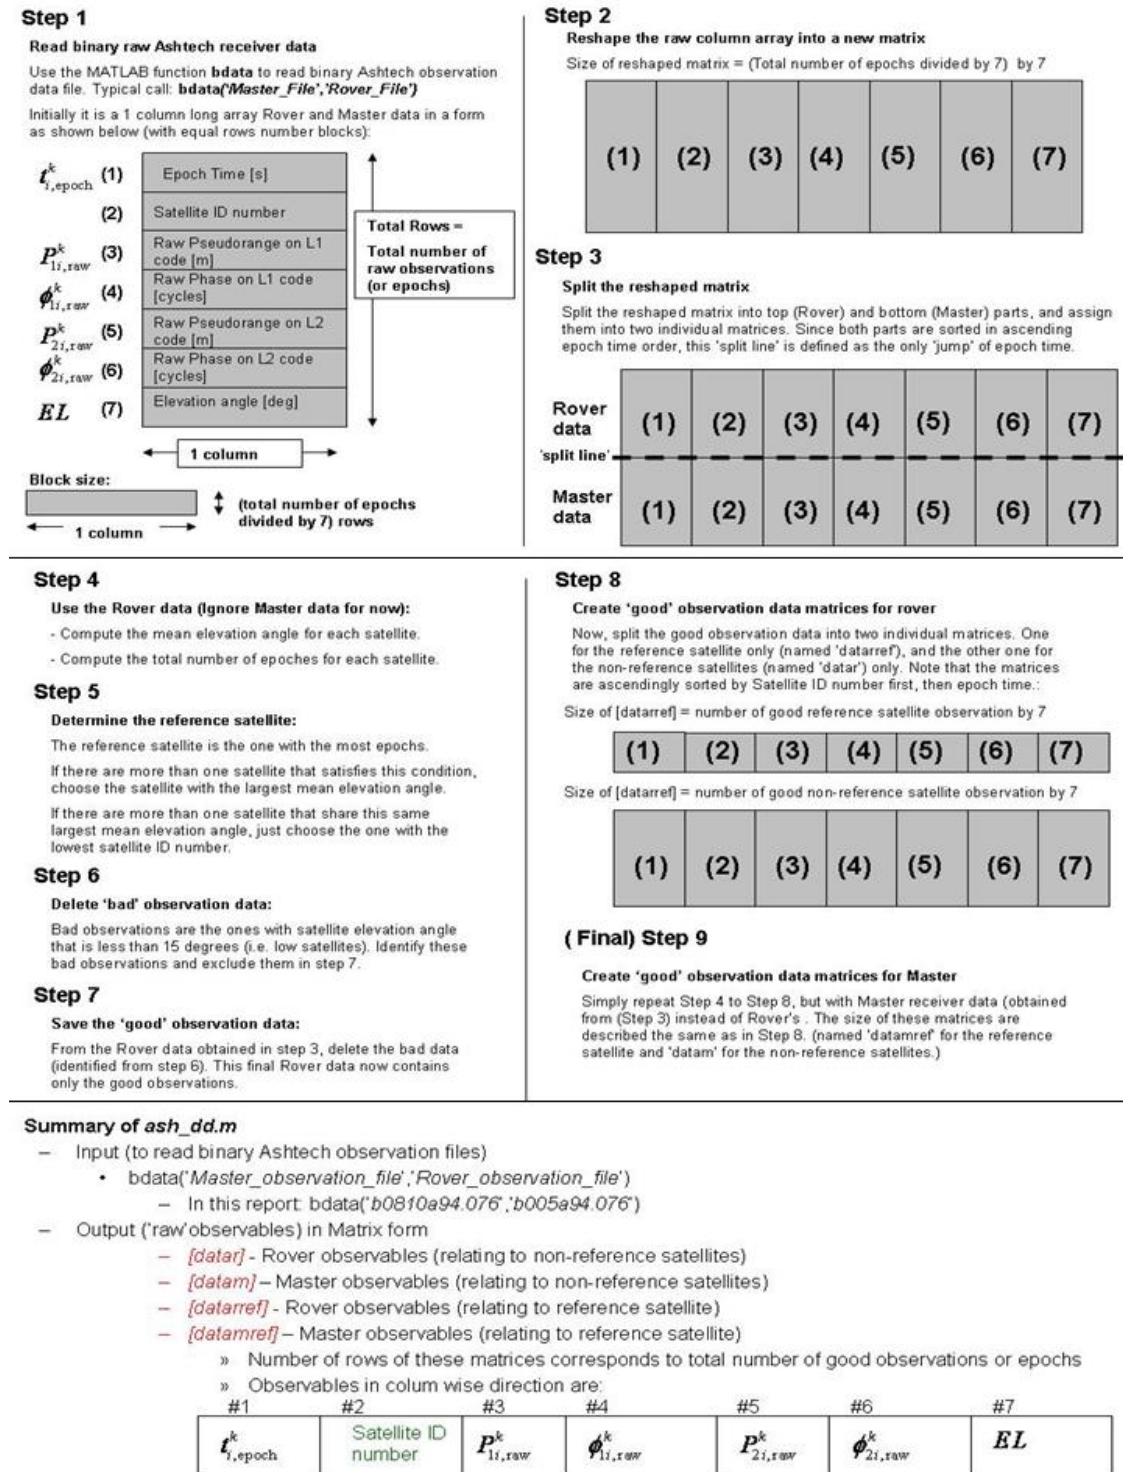 Step 1
Read binary raw Ashtech receiver data
Use the MATLAB function bdata to read binary Ashtech observation
data file. Typical call: bdata('Master_File','Rover_File')
Initially it is a 1 column long array Rover and Master data in a form
as shown below (with equal rows number blocks):
t^k_{i,epoch} (1) Epoch Time [s]
(2) Satellite ID number
P^k_{1i,raw} (3) Raw Pseudorange on L1
code [m]
ϕ^k_{1i,raw} (4) Raw Phase on L1 code
[cycles]
P^k_{2i,raw} (5) Raw Pseudorange on L2
code [m]
ϕ^k_{2i,raw} (6) Raw Phase on L2 code
[cycles]
EL (7) Elevation angle [deg]
Total Rows =
Total number of
raw observations
(or epochs)
1 column
Block size:
(total number of epochs
divided by 7) rows
1 column
Step 2
Reshape the raw column array into a new matrix
Size of reshaped matrix = (Total number of epochs divided by 7) by 7
(1) (2) (3) (4) (5) (6) (7)
Step 3
Split the reshaped matrix
Split the reshaped matrix into top (Rover) and bottom (Master) parts, and assign
them into two individual matrices. Since both parts are sorted in ascending
epoch time order, this 'split line' is defined as the only 'jump' of epoch time.
Rover
data
(1) (2) (3) (4) (5) (6) (7)
'split line'
Master
data
(1) (2) (3) (4) (5) (6) (7)
Step 4
Use the Rover data (Ignore Master data for now):
- Compute the mean elevation angle for each satellite.
- Compute the total number of epoches for each satellite.
Step 5
Determine the reference satellite:
The reference satellite is the one with the most epochs.
If there are more than one satellite that satisfies this condition,
choose the satellite with the largest mean elevation angle.
If there are more than one satellite that share this same
largest mean elevation angle, just choose the one with the
lowest satellite ID number.
Step 6
Delete 'bad' observation data:
Bad observations are the ones with satellite elevation angle
that is less than 15 degrees (i.e. low satellites). Identify these
bad observations and exclude them in step 7.
Step 7
Save the 'good' observation data:
From the Rover data obtained in step 3, delete the bad data
(identified from step 6). This final Rover data now contains
only the good observations.
Step 8
Create 'good' observation data matrices for rover
Now, split the good observation data into two individual matrices. One
for the reference satellite only (named 'datarref'), and the other one for
the non-reference satellites (named 'datar') only. Note that the matrices
are ascendingly sorted by Satellite ID number first, then epoch time.:
Size of [datarref] = number of good reference satellite observation by 7
(1) (2) (3) (4) (5) (6) (7)
Size of [datarref] = number of good non-reference satellite observation by 7
(1) (2) (3) (4) (5) (6) (7)
( Final) Step 9
Create 'good' observation data matrices for Master
Simply repeat Step 4 to Step 8, but with Master receiver data (obtained
from (Step 3) instead of Rover's . The size of these matrices are
described the same as in Step 8. (named 'datamref' for the reference
satellite and 'datam' for the non-reference satellites.)
Summary of ash_dd.m
– Input (to read binary Ashtech observation files)
• bdata('Master_observation_file','Rover_observation_file')
– In this report: bdata('b0810a94.076','b005a94.076')
– Output ('raw'observables) in Matrix form
– [datar] - Rover observables (relating to non-reference satellites)
– [datam] – Master observables (relating to non-reference satellites)
– [datarref] - Rover observables (relating to reference satellite)
– [datamref] – Master observables (relating to reference satellite)
» Number of rows of these matrices corresponds to total number of good observations or epochs
» Observables in colum wise direction are:
#1 #2 #3 #4 #5 #6 #7
t^k_{i,epoch} Satellite ID number P^k_{1i,raw} ϕ^k_{1i,raw} P^k_{2i,raw} ϕ^k_{2i,raw} EL